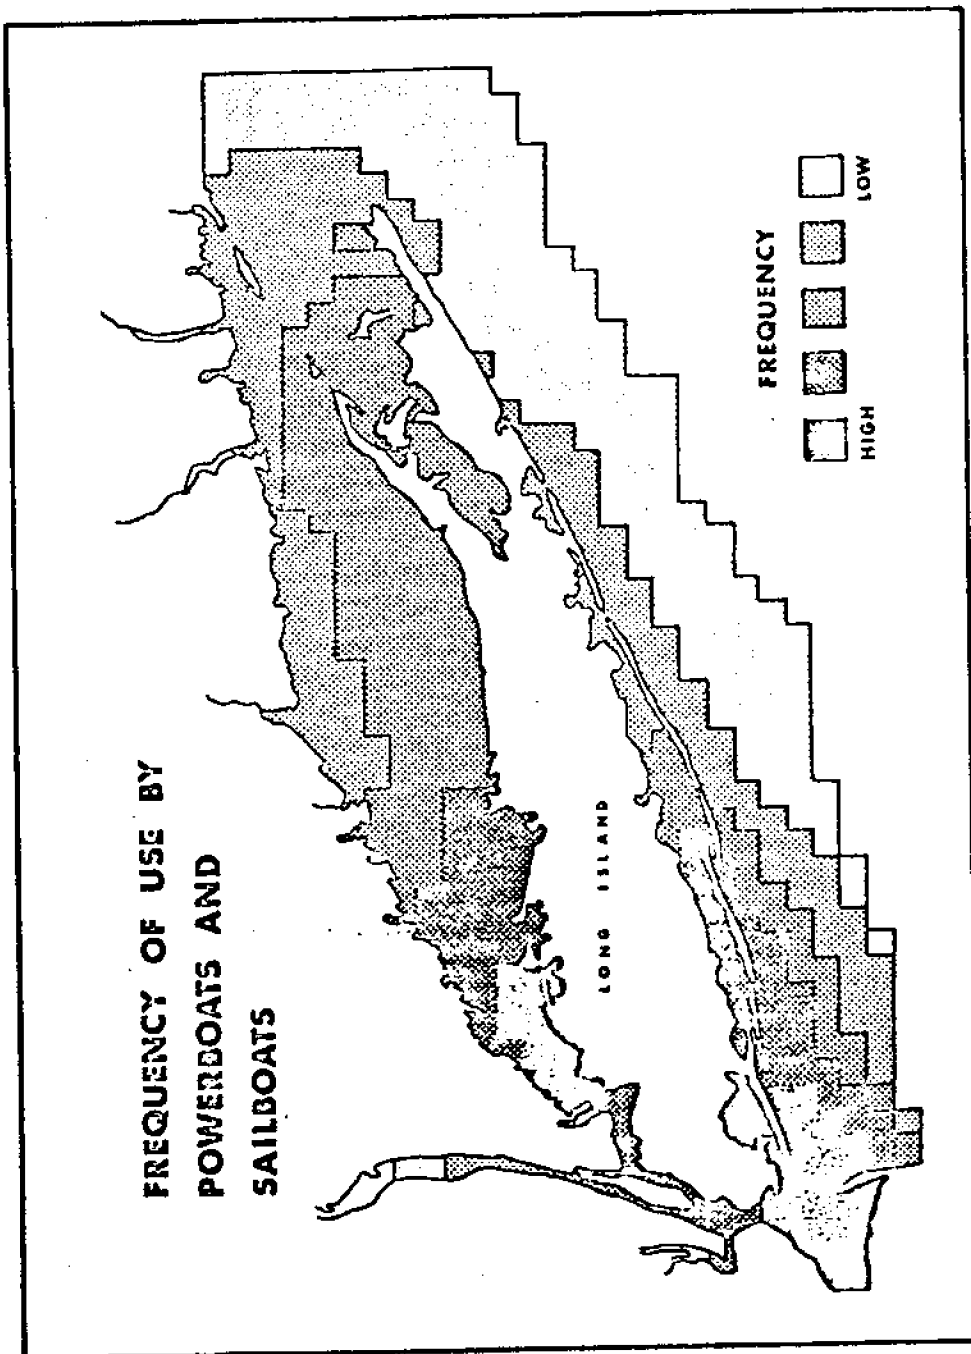 FREQUENCY OF USE BY
POWERBOATS AND
SAILBOATS
LONG ISLAND
FREQUENCY
HIGH
LOW